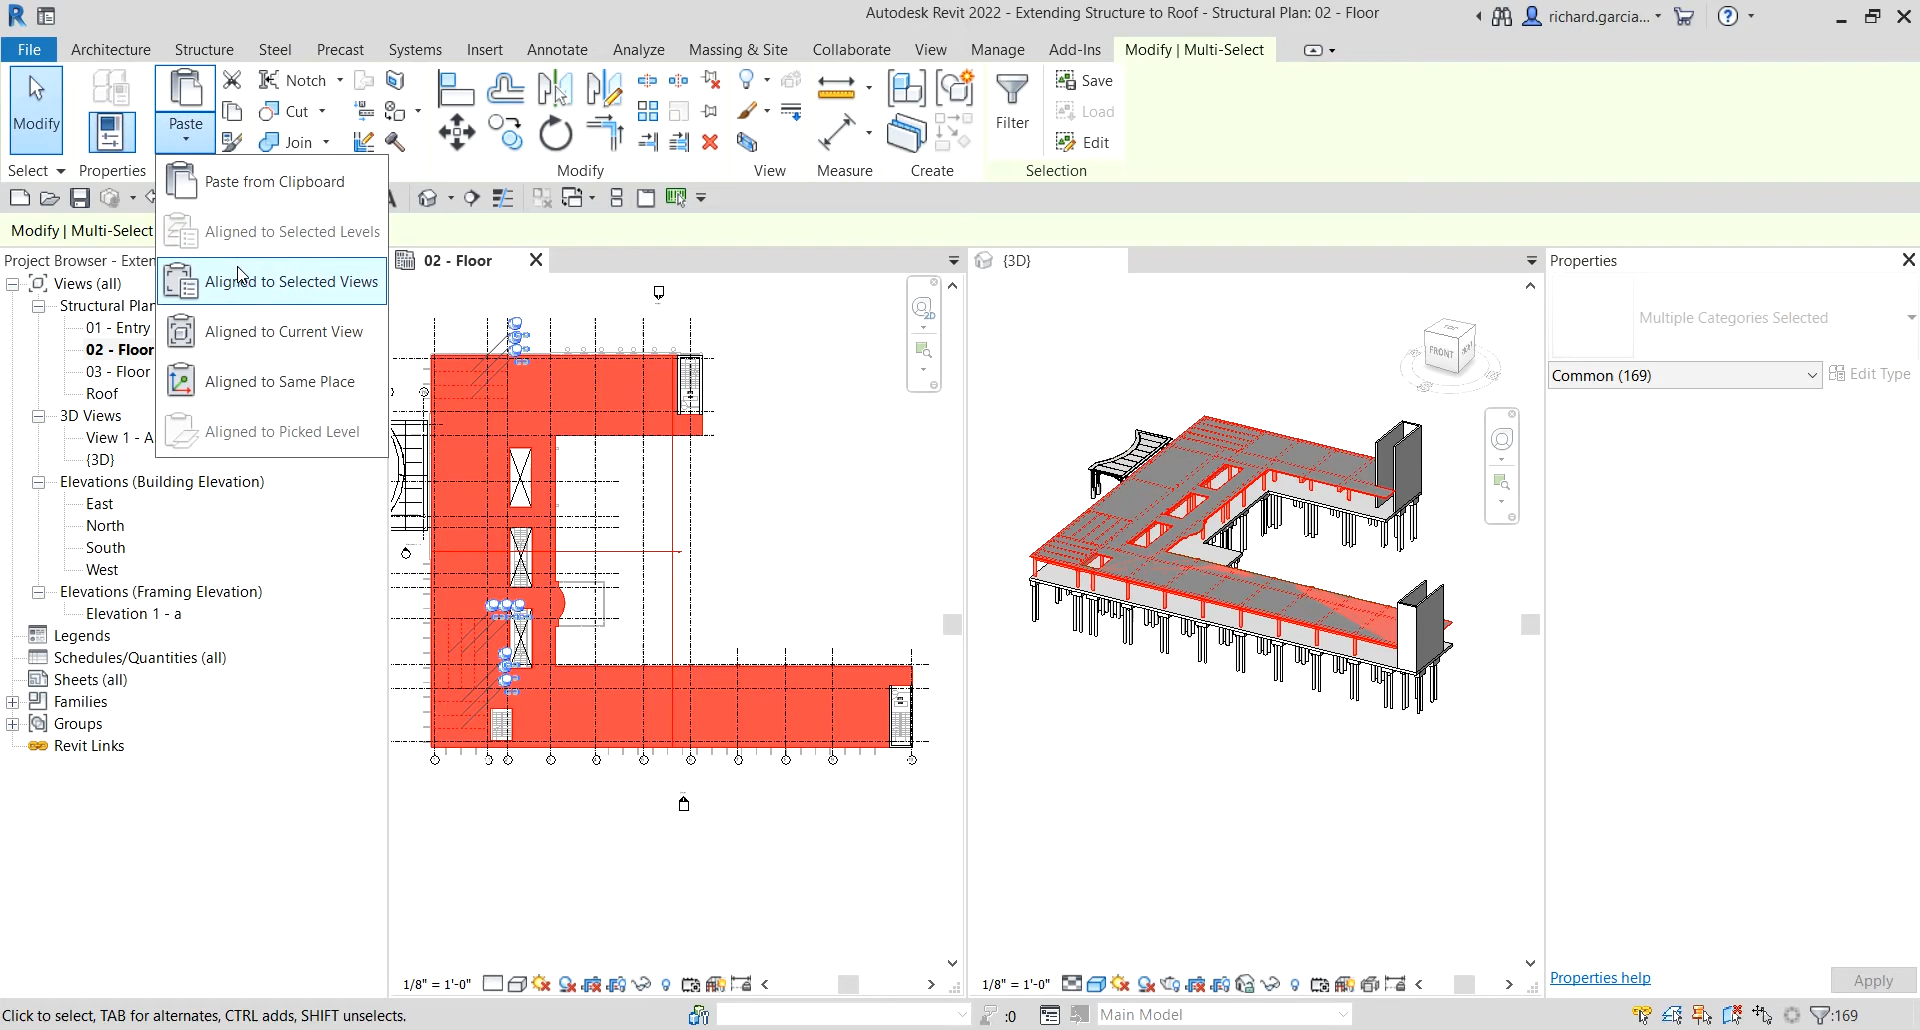 Autodesk Revit 2022 - Extending Structure to Roof - Structural Plan: 02 - Floor
richard.garcia...
File Architecture Structure Steel Precast Systems Insert Annotate Analyze Massing & Site Collaborate View Manage Add-Ins Modify | Multi-Select
Modify
Paste
Notch
Cut
Join
Filter
Save
Load
Edit
Select Properties Modify View Measure Create Selection
Paste from Clipboard
Aligned to Selected Levels
Aligned to Selected Views
Aligned to Current View
Aligned to Same Place
Aligned to Picked Level
Modify | Multi-Select
Project Browser - Exten
Views (all)
Structural Plan
01 - Entry
02 - Floor
03 - Floor
Roof
3D Views
View 1 - A
{3D}
Elevations (Building Elevation)
East
North
South
West
Elevations (Framing Elevation)
Elevation 1 - a
Legends
Schedules/Quantities (all)
Sheets (all)
Families
Groups
Revit Links
02 - Floor
2D
{3D}
TOP
FRONT
Properties
Multiple Categories Selected
Common (169)
Edit Type
1/8" = 1'-0"
1/8" = 1'-0"
Properties help
Apply
Click to select, TAB for alternates, CTRL adds, SHIFT unselects.
:0
Main Model
:169